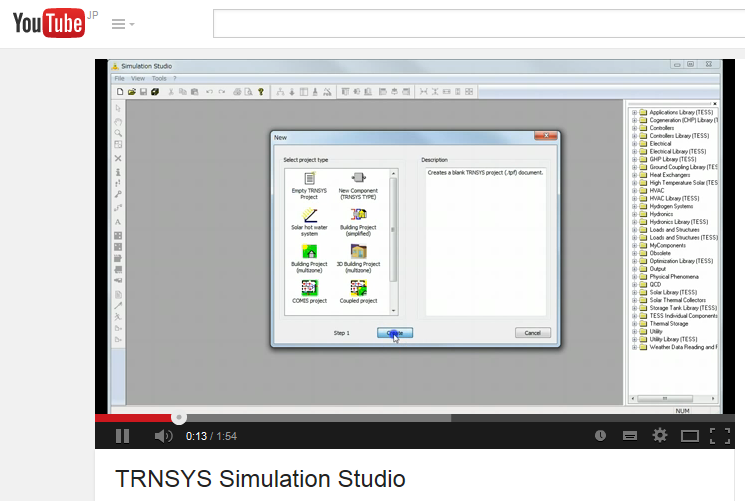 YouTube JP
Simulation Studio
File View Tools ?
New
Select project type
Description
Empty TRNSYS
Project
New Component
(TRNSYS TYPE)
Solar hot water
system
Building Project
(simplified)
Building Project
(multizone)
3D Building Project
(multizone)
COMIS project
Coupled project
Creates a blank TRNSYS project (.tpf) document.
Step 1
Cancel
Applications Library (TESS)
Cogeneration (CHP) Library (T
Controllers
Controllers Library (TESS)
Electrical
Electrical Library (TESS)
GHP Library (TESS)
Ground Coupling Library (TES
Heat Exchangers
High Temperature Solar (TES
HVAC
HVAC Library (TESS)
Hydrogen Systems
Hydronics
Hydronics Library (TESS)
Loads and Structures
Loads and Structures (TESS)
MyComponents
Obsolete
Optimization Library (TESS)
Output
Physical Phenomena
QCD
Solar Library (TESS)
Solar Thermal Collectors
Storage Tank Library (TESS)
TESS Individual Components
Thermal Storage
Utility
Utility Library (TESS)
Weather Data Reading and F
NUM
0:13 / 1:54
TRNSYS Simulation Studio